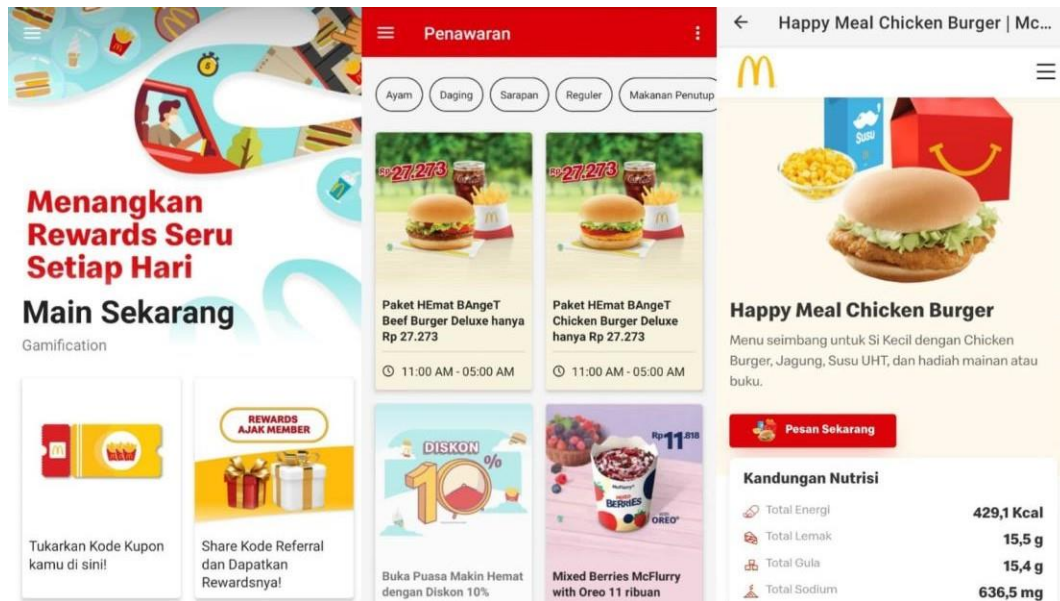 Menangkan
Rewards Seru
Setiap Hari
Main Sekarang
Gamification
REWARDS
AJAK MEMBER
Tukarkan Kode Kupon
kamu di sini!
Share Kode Referral
dan Dapatkan
Rewardsnya!
Penawaran
Ayam
Daging
Sarapan
Reguler
Makanan Penutup
Rp27.273
Paket HEmat BAngeT
Beef Burger Deluxe hanya
Rp 27.273
11:00 AM - 05:00 AM
Rp27.273
Paket HEmat BAngeT
Chicken Burger Deluxe
hanya Rp 27.273
11:00 AM - 05:00 AM
DISKON
10%
Buka Puasa Makin Hemat
dengan Diskon 10%
Rp11.818
McFlurry
MIXED
BERRIES
with
OREO
Mixed Berries McFlurry
with Oreo 11 ribuan
Happy Meal Chicken Burger | Mc...
Susu
Happy Meal Chicken Burger
Menu seimbang untuk Si Kecil dengan Chicken
Burger, Jagung, Susu UHT, dan hadiah mainan atau
buku.
Pesan Sekarang
Kandungan Nutrisi
Total Energi 429,1 Kcal
Total Lemak 15,5 g
Total Gula 15,4 g
Total Sodium 636,5 mg